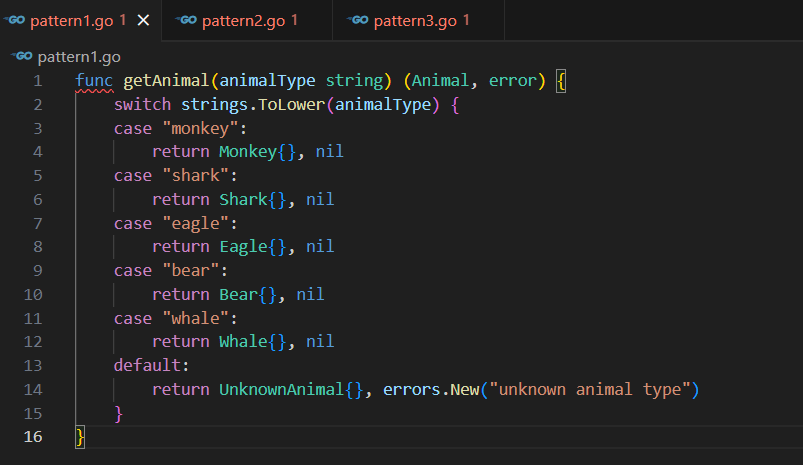 GO pattern1.go 1 × GO pattern2.go 1 GO pattern3.go 1
GO pattern1.go
1 func getAnimal(animalType string) (Animal, error) {
2     switch strings.ToLower(animalType) {
3     case "monkey":
4         return Monkey{}, nil
5     case "shark":
6         return Shark{}, nil
7     case "eagle":
8         return Eagle{}, nil
9     case "bear":
10         return Bear{}, nil
11     case "whale":
12         return Whale{}, nil
13     default:
14         return UnknownAnimal{}, errors.New("unknown animal type")
15     }
16 }